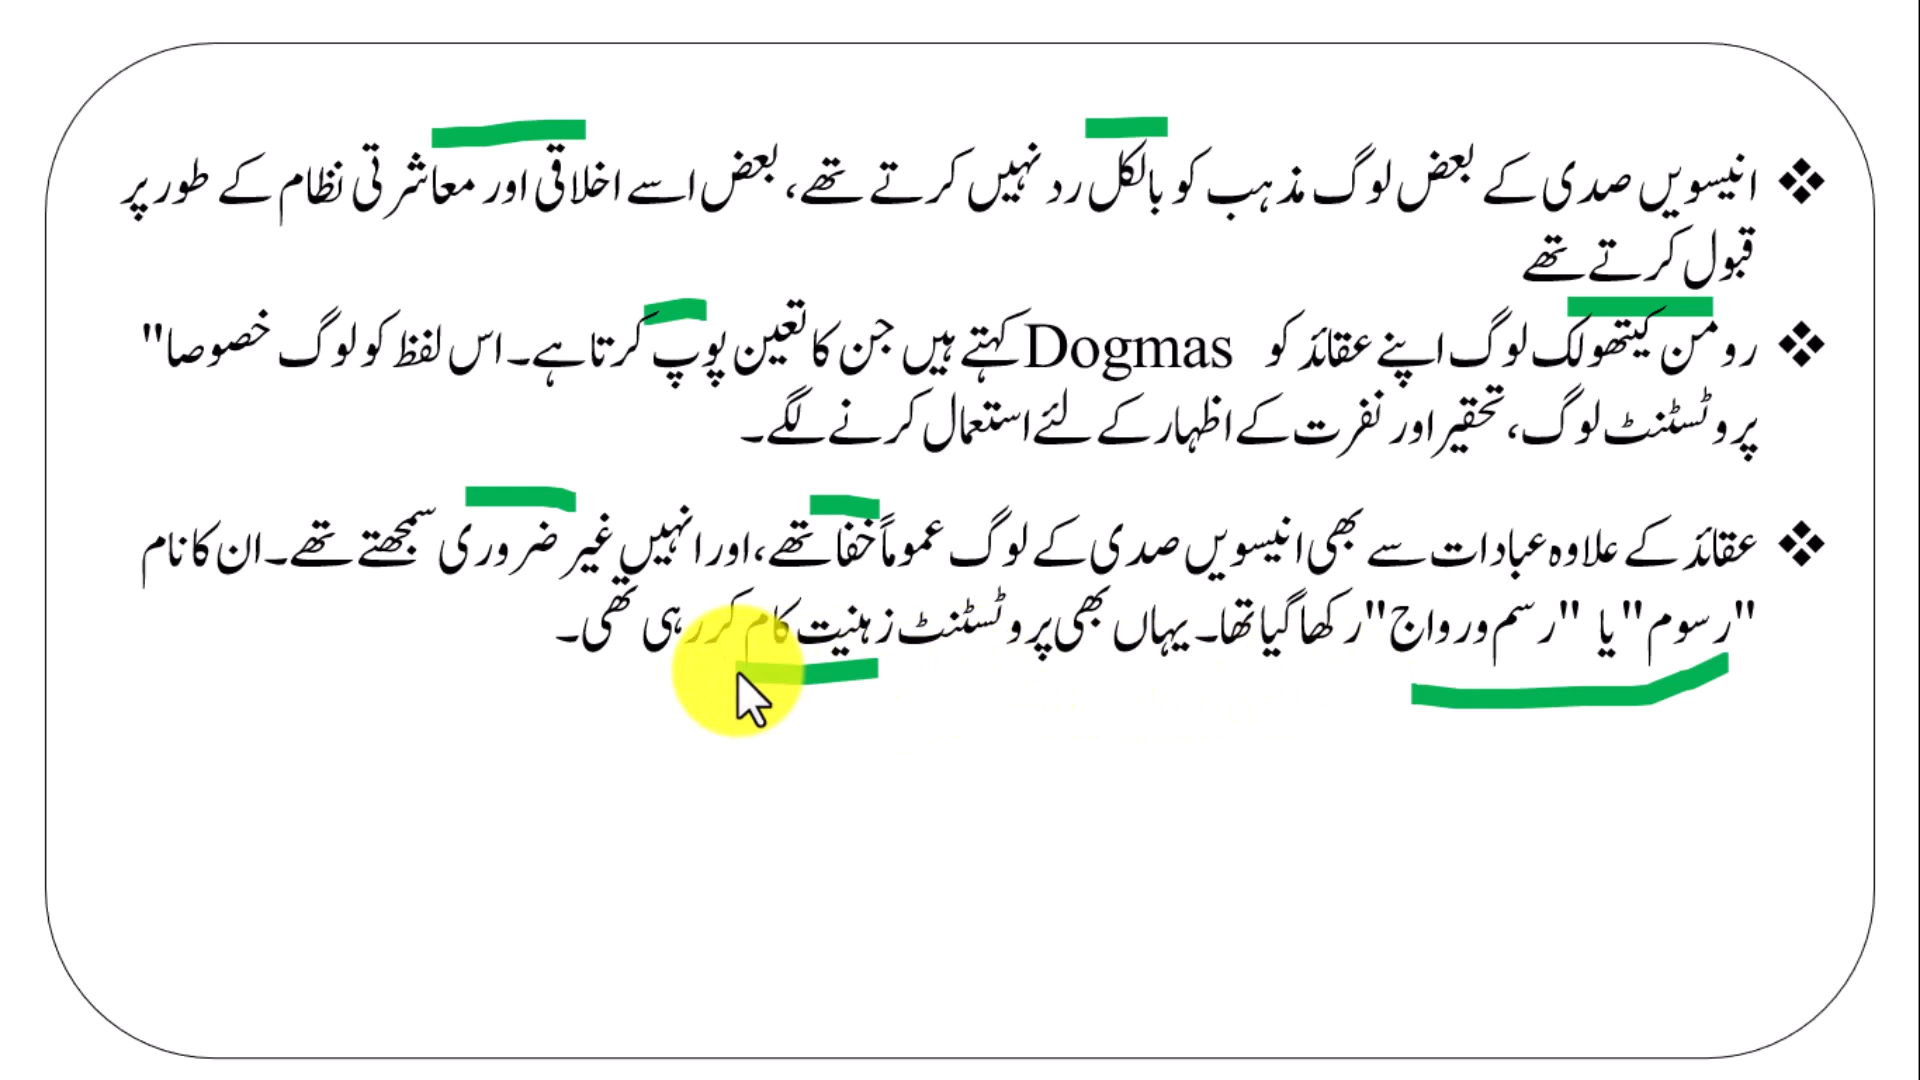 ❖ انیسویں صدی کے بعض لوگ مذہب کو بالکل رد نہیں کرتے تھے، بعض اسے اخلاقی اور معاشرتی نظام کے طور پر
قبول کرتے تھے
❖ رومن کیتھولک لوگ اپنے عقائد کو Dogmas کہتے ہیں جن کا تعین پوپ کرتا ہے۔ اس لفظ کو لوگ خصوصا"
پروٹسٹنٹ لوگ، تحقیر اور نفرت کے اظہار کے لئے استعمال کرنے لگے۔
❖ عقائد کے علاوہ عبادات سے بھی انیسویں صدی کے لوگ عموماً خفا تھے، اور انہیں غیر ضروری سمجھتے تھے۔ ان کا نام
"رسوم" یا "رسم ورواج" رکھا گیا تھا۔ یہاں بھی پروٹسٹنٹ زہنیت کام کر رہی تھی۔